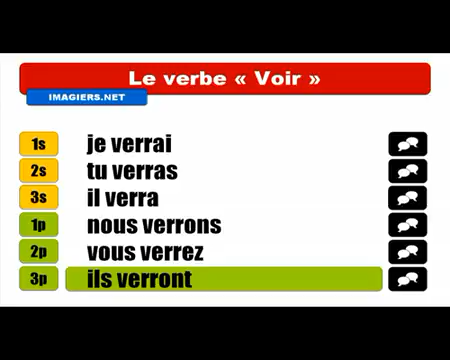 Le verbe « Voir »
IMAGIERS.NET
1s je verrai
2s tu verras
3s il verra
1p nous verrons
2p vous verrez
3p ils verront